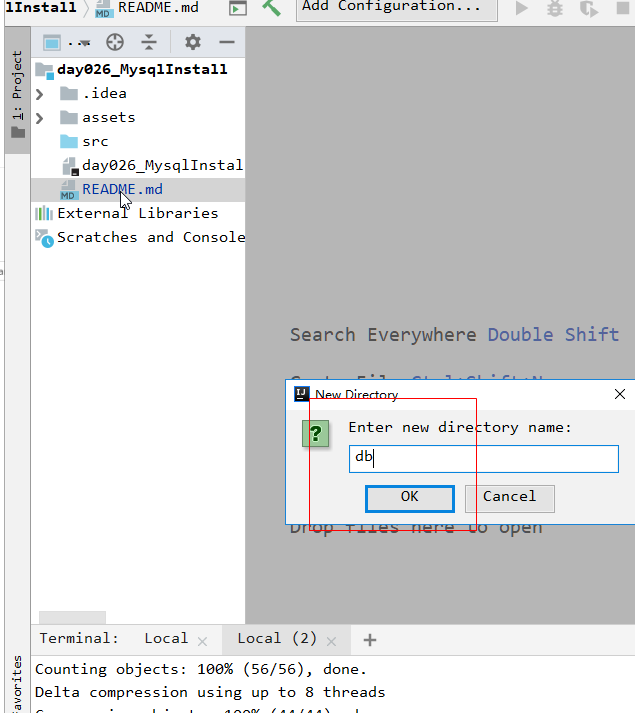 lInstall
README.md
Add Configuration...
1: Project
day026_MysqlInstall
.idea
assets
src
day026_MysqlInstal
MD README.md
External Libraries
Scratches and Console
Search Everywhere Double Shift
New Directory
Enter new directory name:
db
OK Cancel
Drop files here to open
Terminal: Local Local (2)
Counting objects: 100% (56/56), done.
Delta compression using up to 8 threads
avorites